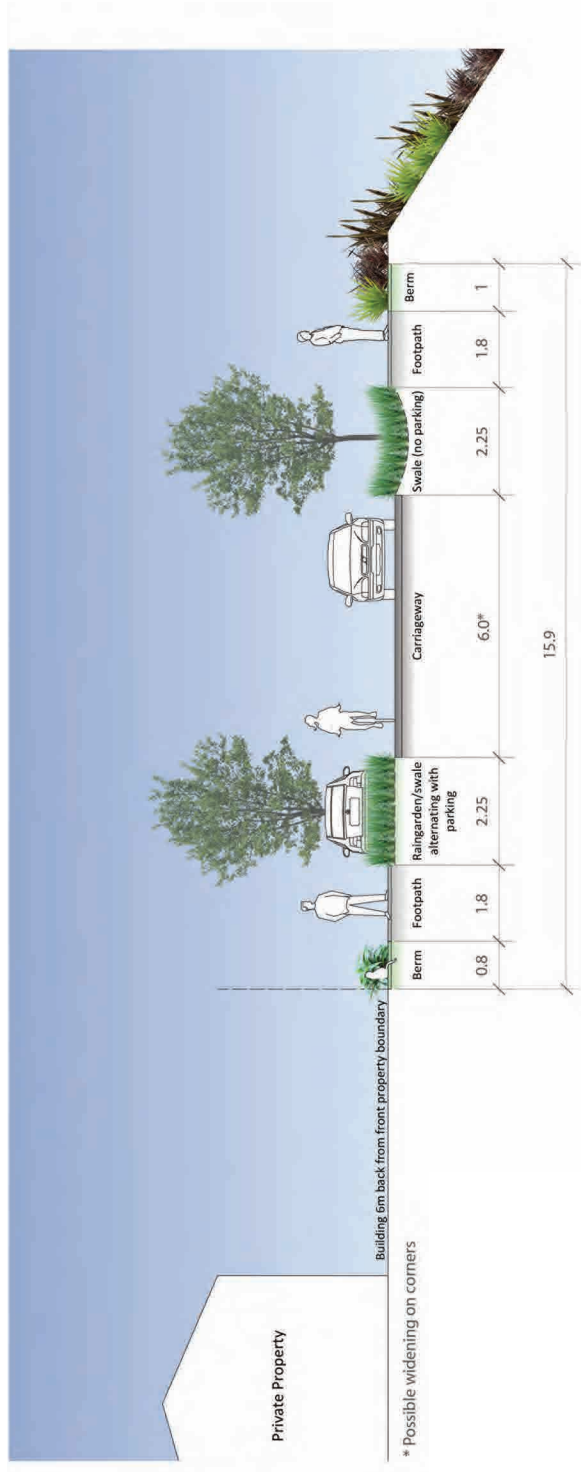 Private Property
Building 6m back from front property boundary
Berm
Footpath
Raingarden/swale
alternating with
parking
Carriageway
Swale (no parking)
Footpath
Berm
0.8
1.8
2.25
6.0*
2.25
1.8
1
15.9
* Possible widening on corners